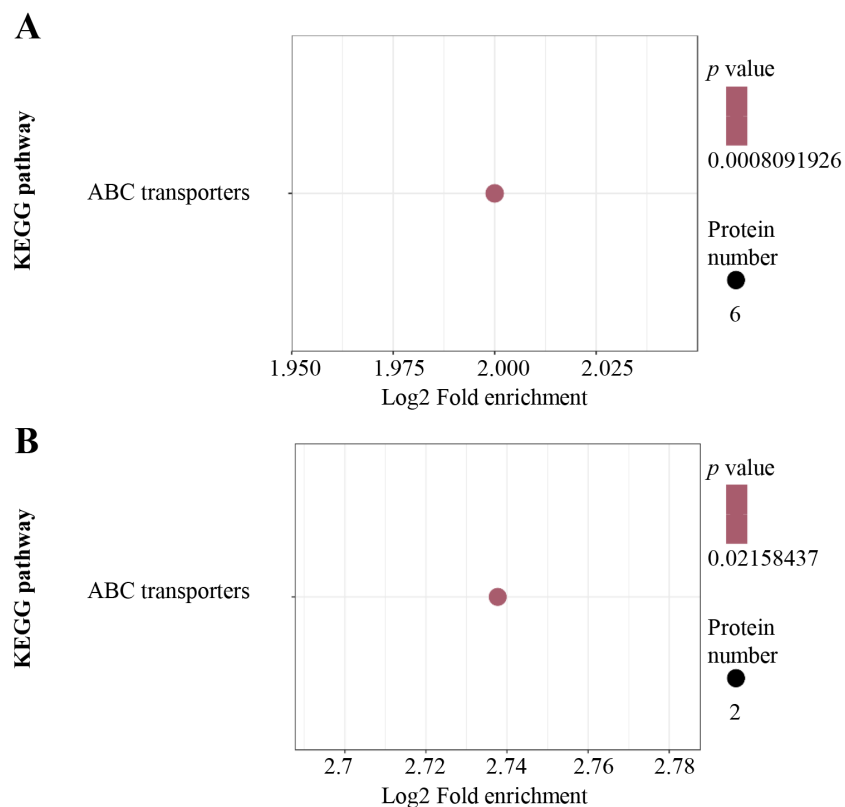 A
KEGG pathway
ABC transporters
p value
0.0008091926
Protein
number
6
1.950 1.975 2.000 2.025
Log2 Fold enrichment
B
KEGG pathway
ABC transporters
p value
0.02158437
Protein
number
2
2.7 2.72 2.74 2.76 2.78
Log2 Fold enrichment